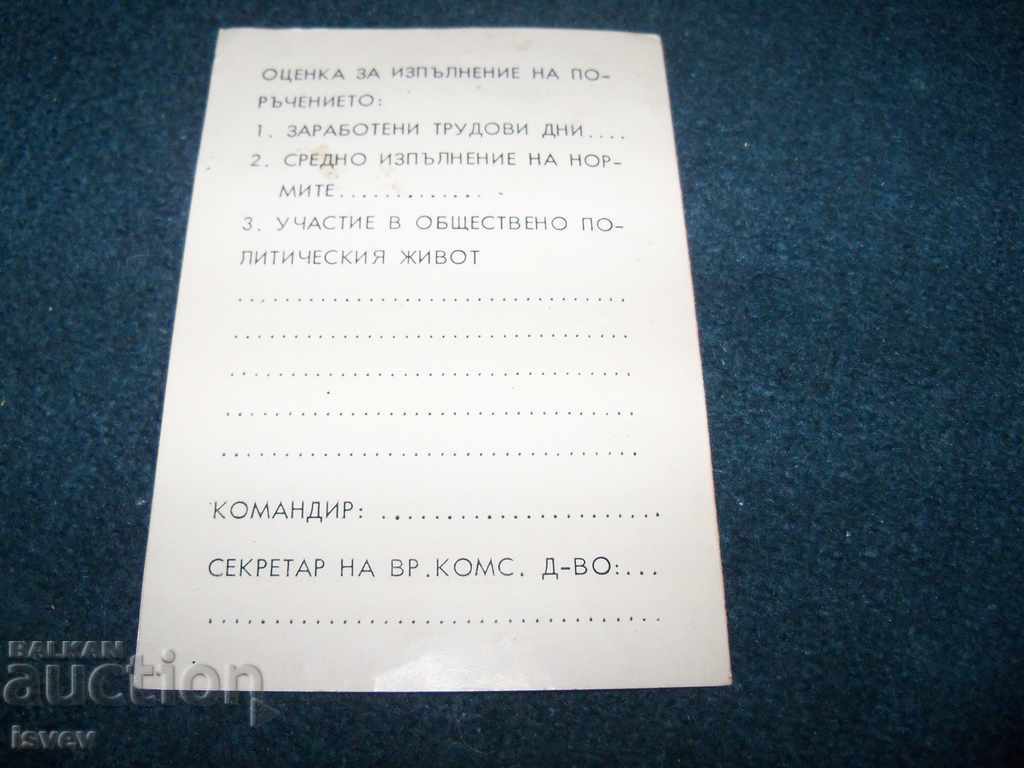 ОЦЕНКА ЗА ИЗПЪЛНЕНИЕ НА ПО-
РЪЧЕНИЕТО:
1. ЗАРАБОТЕНИ ТРУДОВИ ДНИ....
2. СРЕДНО ИЗПЪЛНЕНИЕ НА НОР-
МИТЕ..............
3. УЧАСТИЕ В ОБЩЕСТВЕНО ПО-
ЛИТИЧЕСКИЯ ЖИВОТ
..................................
..................................
..................................
..................................
..................................
КОМАНДИР: ......................
СЕКРЕТАР НА ВР.КОМС. Д-ВО:...
..................................
BALKAN
auction
isvev